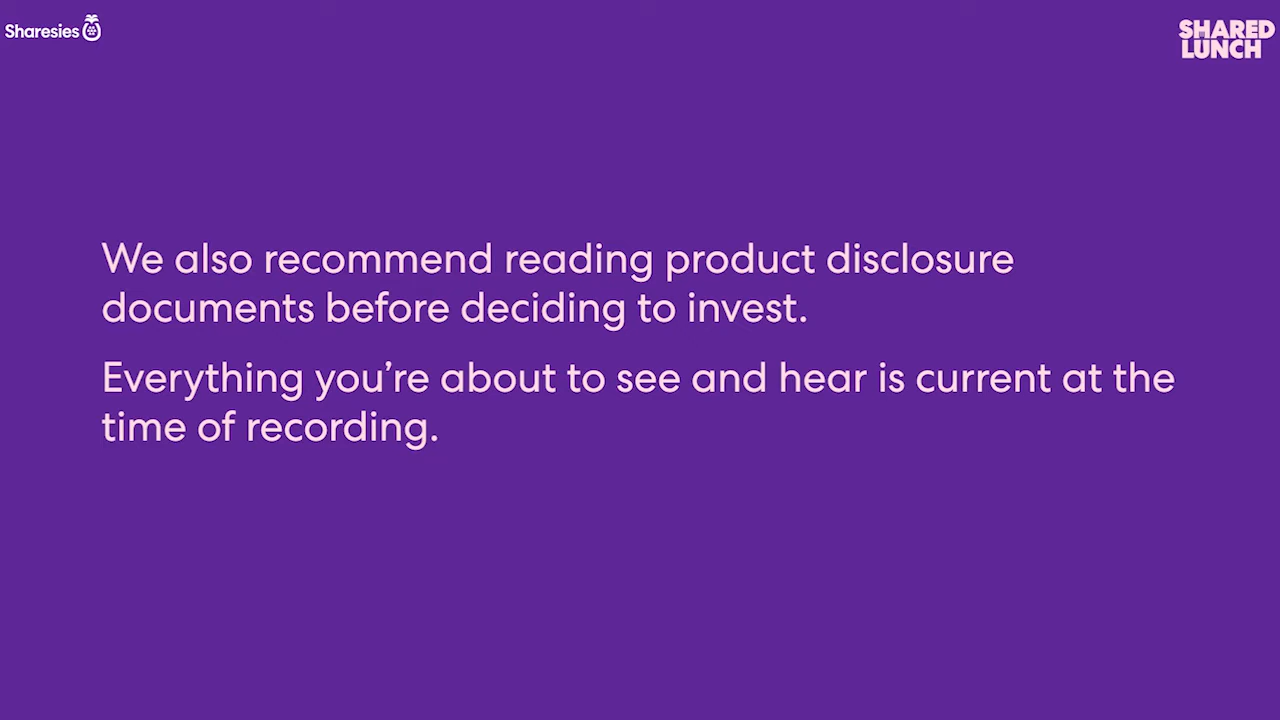 Sharesies
SHARED
LUNCH
We also recommend reading product disclosure
documents before deciding to invest.
Everything you’re about to see and hear is current at the
time of recording.